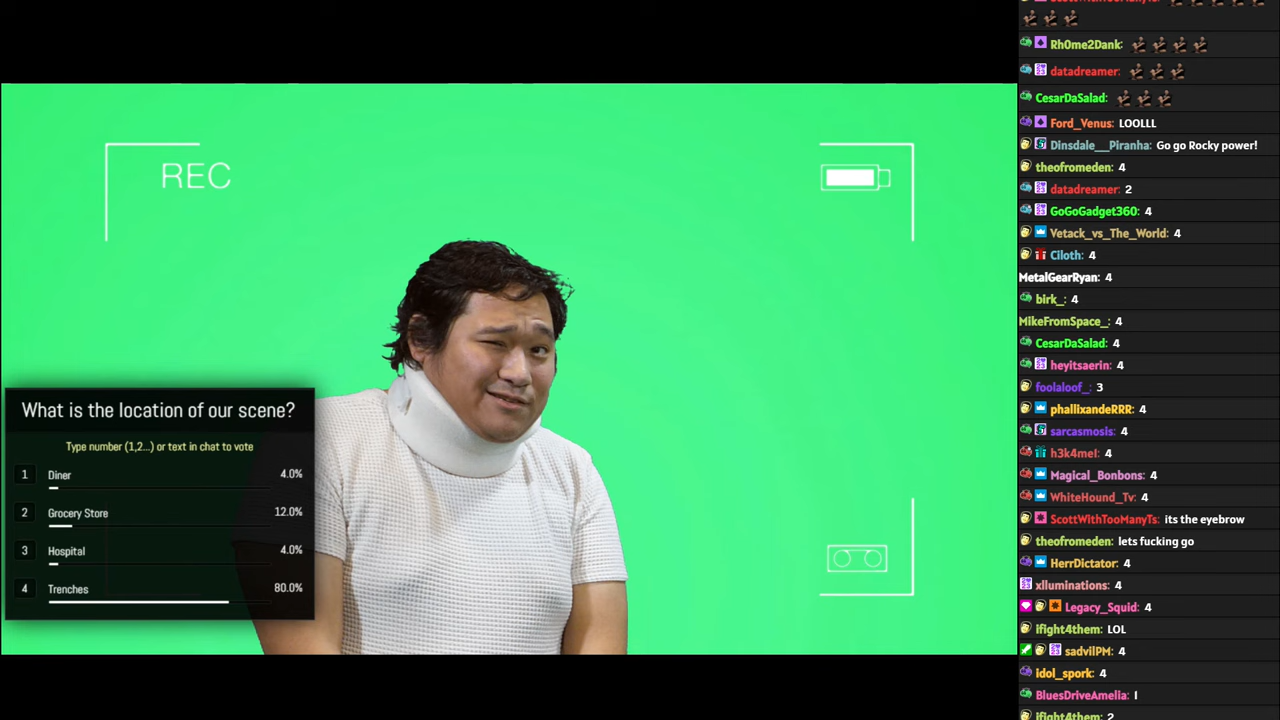 REC
What is the location of our scene?
Type number (1,2...) or text in chat to vote
1 Diner 4.0%
2 Grocery Store 12.0%
3 Hospital 4.0%
4 Trenches 80.0%
Rh0me2Dank:
datadreamer:
CesarDaSalad:
Ford_Venus: LOOLLL
Dinsdale__Piranha: Go go Rocky power!
theofromeden: 4
datadreamer: 2
GoGoGadget360: 4
Vetack_vs_The_World: 4
Ciloth: 4
MetalGearRyan: 4
birk_: 4
MikeFromSpace_: 4
CesarDaSalad: 4
heyitsaerin: 4
foolaloof_: 3
phallixandeRRR: 4
sarcasmosis: 4
h3k4meI: 4
Magical_Bonbons: 4
WhiteHound_Tv: 4
ScottWithTooManyTs: its the eyebrow
theofromeden: lets fucking go
HerrDictator: 4
xlluminations: 4
Legacy_Squid: 4
ifight4them: LOL
sadvilPM: 4
idol_spork: 4
BluesDriveAmelia: I
ifight4them: 2